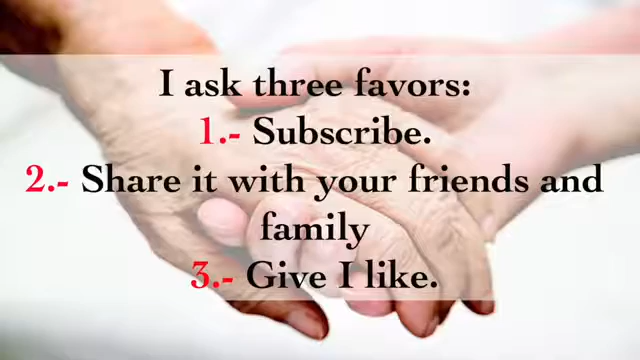 I ask three favors:
1.- Subscribe.
2.- Share it with your friends and
family
3.- Give I like.